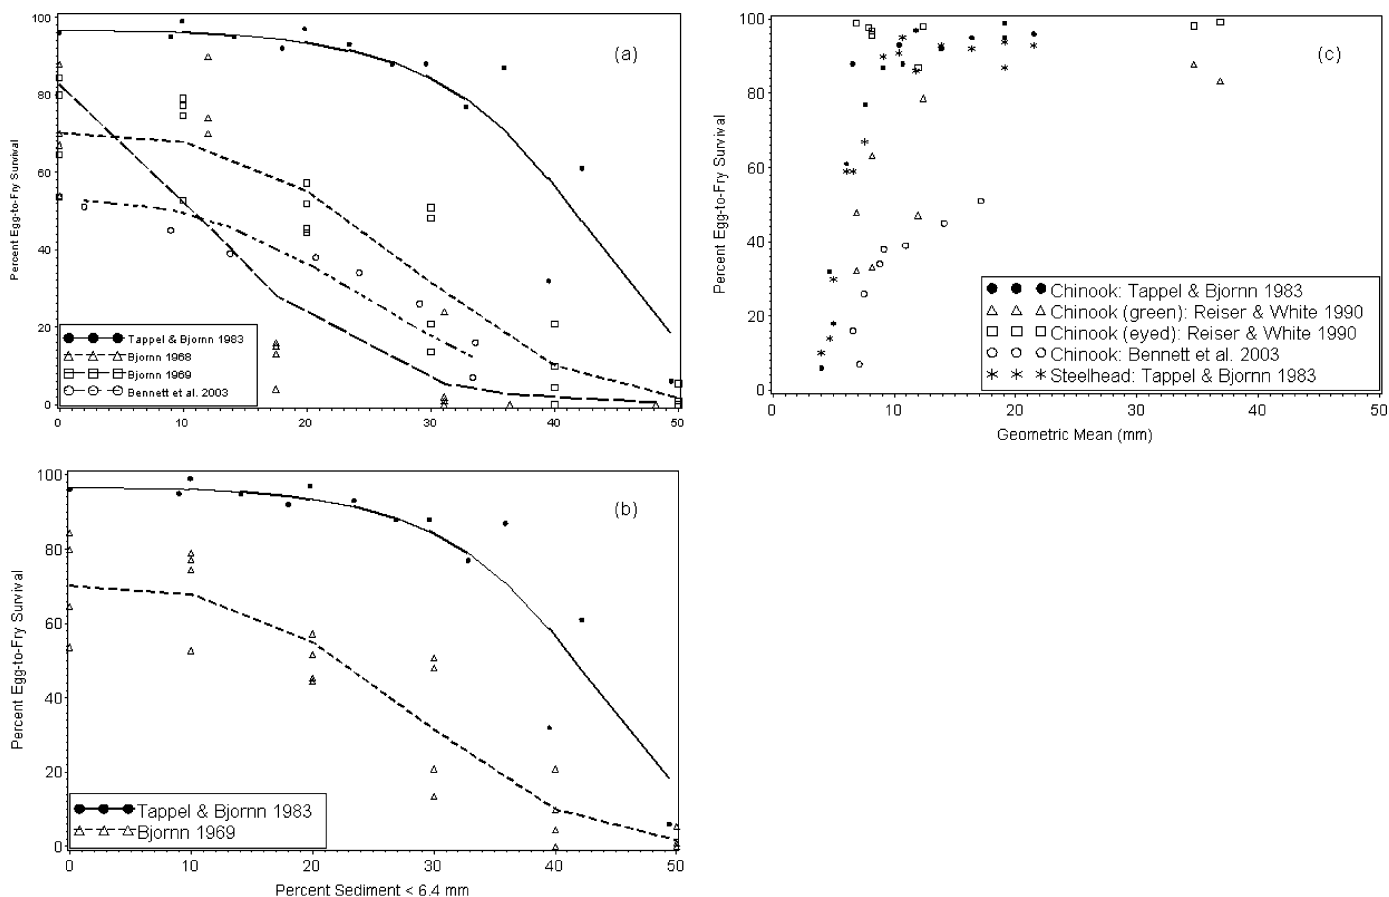 100
80
60
40
20
0
Percent Egg-to-Fry Survival
(a)
Tappel & Bjornn 1983
Bjornn 1968
Bjornn 1969
Bennett et al. 2003
0 10 20 30 40 50
100
80
60
40
20
0
Percent Egg-to-Fry Survival
(c)
Chinook: Tappel & Bjornn 1983
Chinook (green): Reiser & White 1990
Chinook (eyed): Reiser & White 1990
Chinook: Bennett et al. 2003
Steelhead: Tappel & Bjornn 1983
0 10 20 30 40 50
Geometric Mean (mm)
100
80
60
40
20
0
Percent Egg-to-Fry Survival
(b)
Tappel & Bjornn 1983
Bjornn 1969
0 10 20 30 40 50
Percent Sediment < 6.4 mm